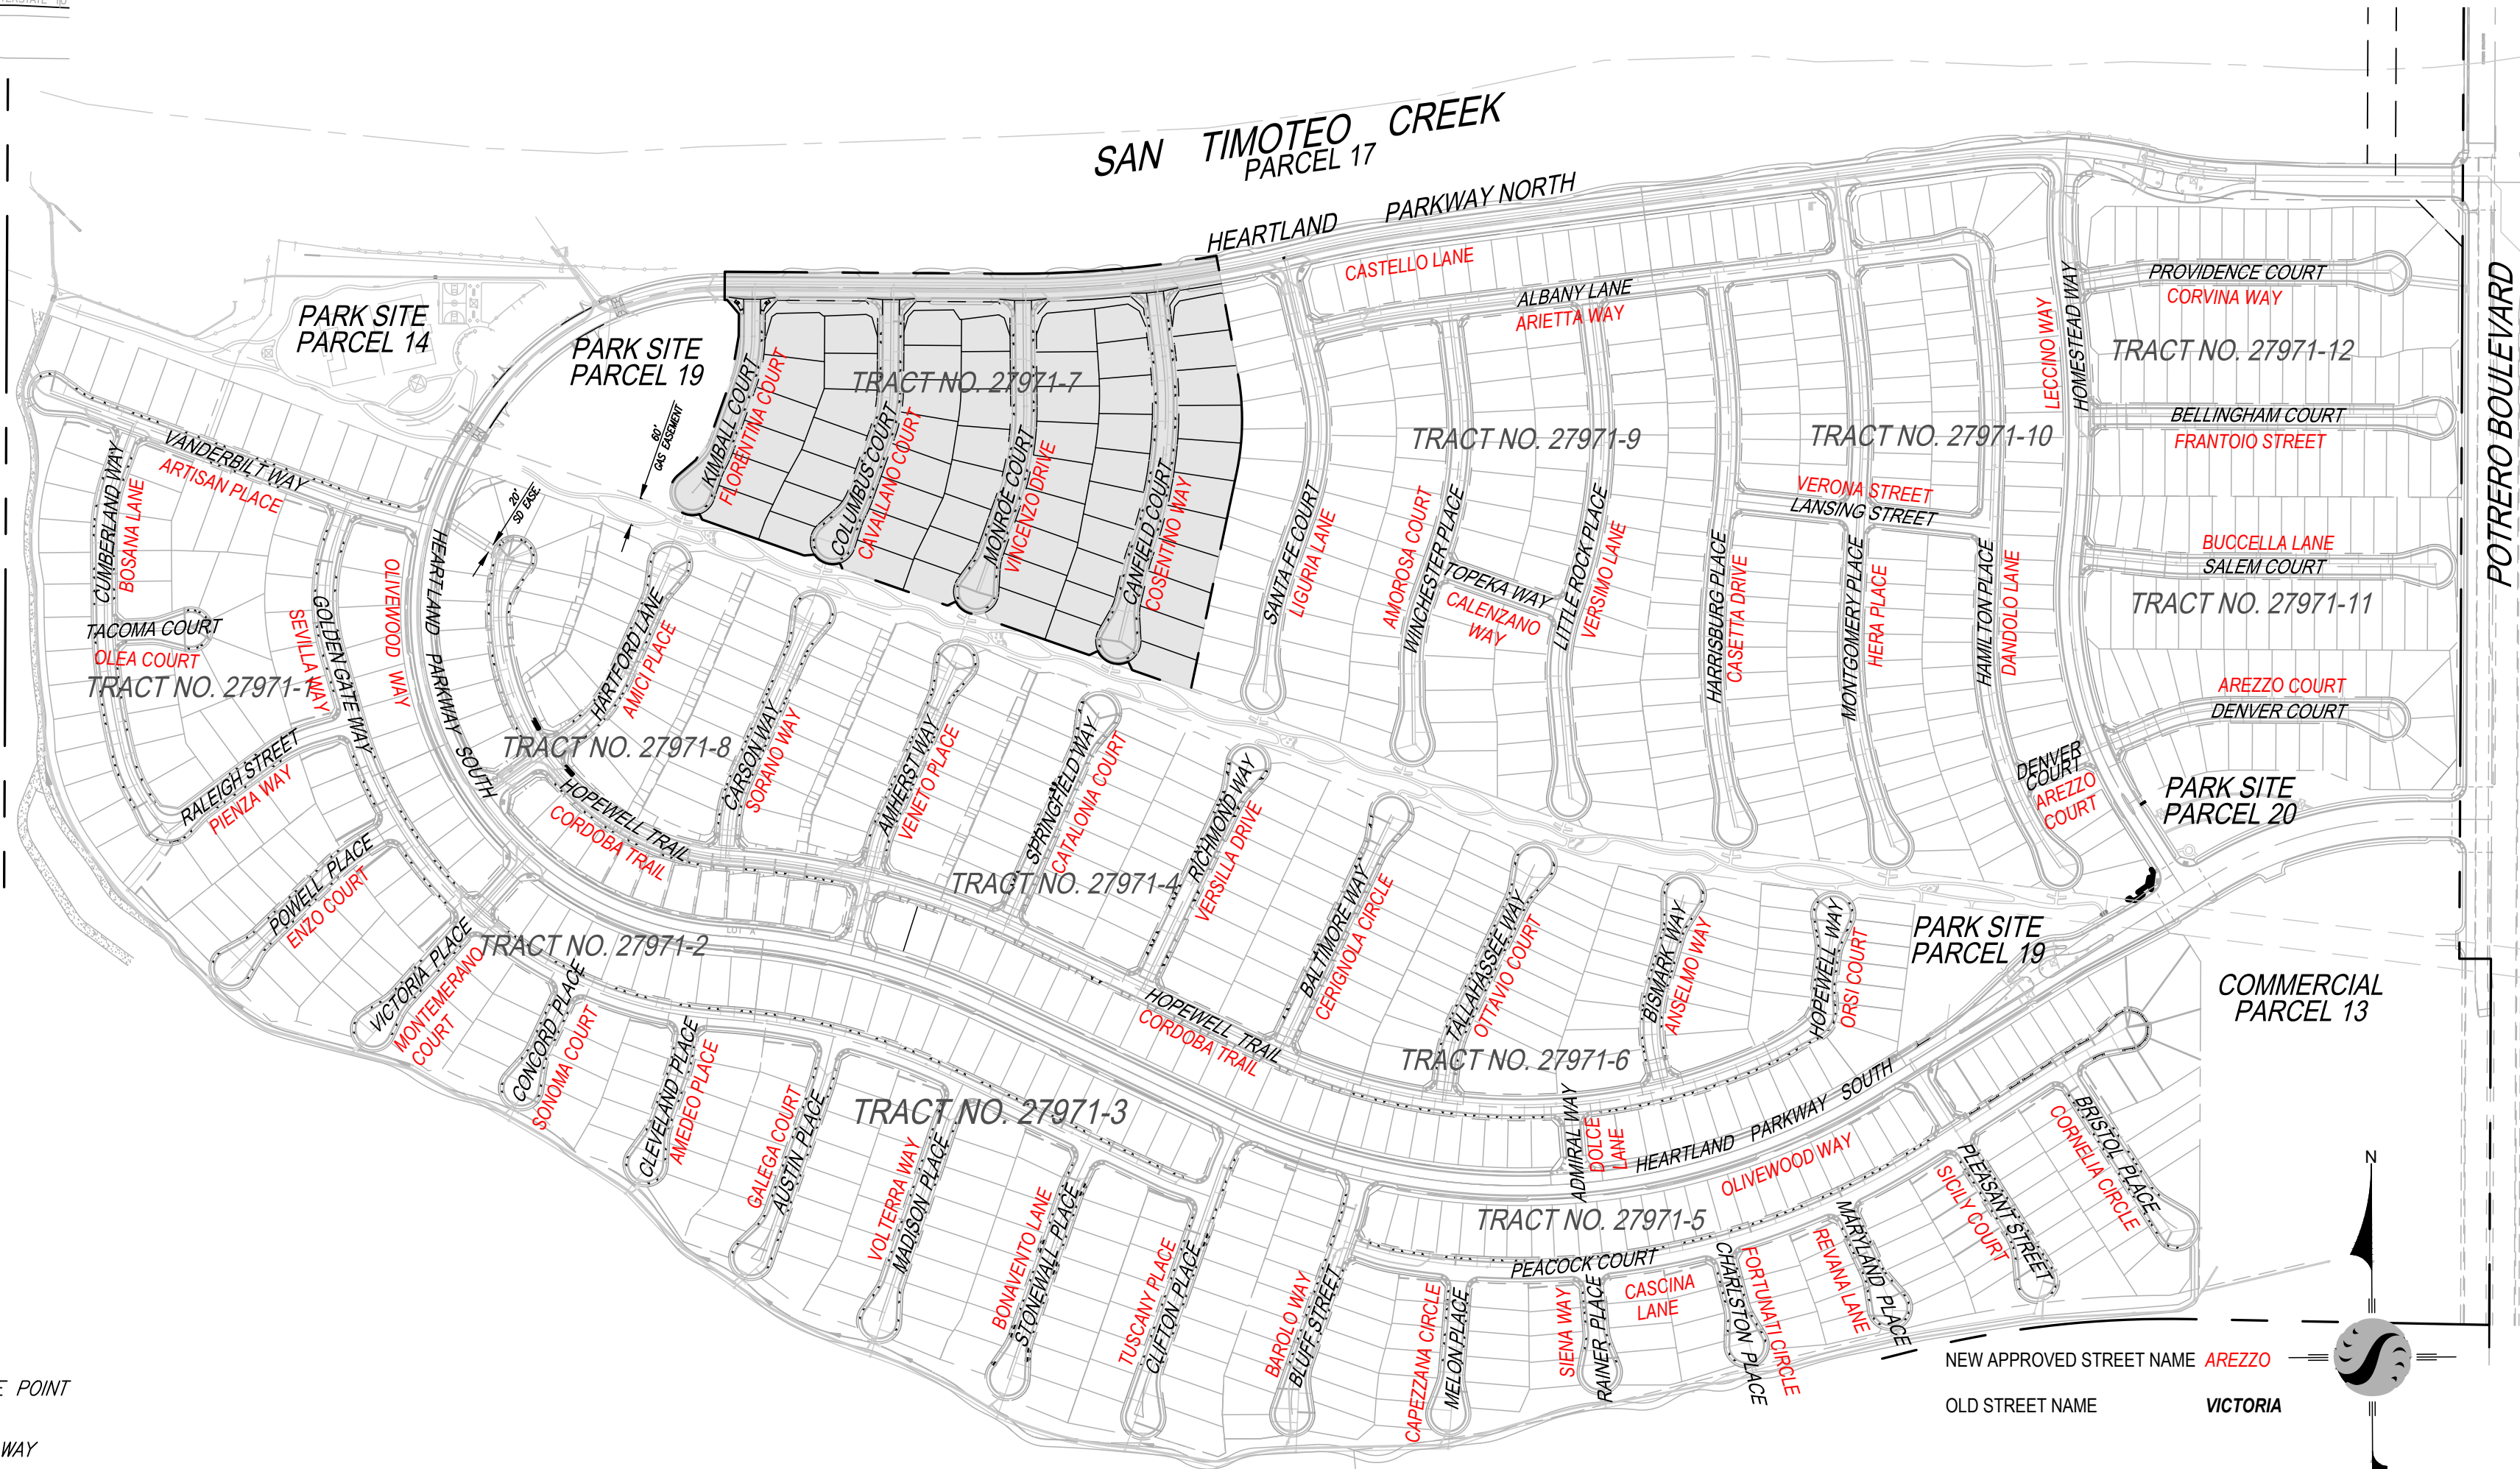 INTERSTATE 10
SAN TIMOTEO CREEK
PARCEL 17
HEARTLAND PARKWAY NORTH
PARK SITE
PARCEL 14
PARK SITE
PARCEL 19
60'
GAS EASEMENT
20'
SD EASE.
TRACT NO. 27971-7
KIMBALL COURT
FLORENTINA COURT
COLUMBUS COURT
CAVALLANO COURT
MONROE COURT
VINCENZO DRIVE
CANFIELD COURT
COSENTINO WAY
CASTELLO LANE
ALBANY LANE
ARIETTA WAY
TRACT NO. 27971-9
SANTA FE COURT
LIGURIA LANE
AMOROSA COURT
WINCHESTER PLACE
TOPEKA WAY
CALENZANO
WAY
LITTLE ROCK PLACE
VERSIMO LANE
TRACT NO. 27971-10
VERONA STREET
LANSING STREET
HARRISBURG PLACE
CASETTA DRIVE
MONTGOMERY PLACE
HERA PLACE
HAMILTON PLACE
DANDOLO LANE
LECCINO WAY
HOMESTEAD WAY
PROVIDENCE COURT
CORVINA WAY
TRACT NO. 27971-12
BELLINGHAM COURT
FRANTOIO STREET
BUCCELLA LANE
SALEM COURT
TRACT NO. 27971-11
AREZZO COURT
DENVER COURT
DENVER
COURT
AREZZO
COURT
POTRERO BOULEVARD
PARK SITE
PARCEL 20
VANDERBILT WAY
ARTISAN PLACE
CUMBERLAND WAY
BOSANA LANE
TACOMA COURT
OLEA COURT
TRACT NO. 27971-1
SEVILLA WAY
GOLDEN GATE WAY
OLIVEWOOD WAY
HEARTLAND PARKWAY SOUTH
RALEIGH STREET
PIENZA WAY
POWELL PLACE
ENZO COURT
VICTORIA PLACE
MONTEMERANO
COURT
TRACT NO. 27971-8
HARTFORD LANE
AMICI PLACE
HOPEWELL TRAIL
CORDOBA TRAIL
CARSON WAY
SORANO WAY
AMHERST WAY
VENETO PLACE
SPRINGFIELD WAY
CATALONIA COURT
TRACT NO. 27971-4
RICHMOND WAY
VERSILLA DRIVE
BALTIMORE WAY
CERIGNOLA CIRCLE
HOPEWELL TRAIL
CORDOBA TRAIL
TALLAHASSEE WAY
OTTAVIO COURT
TRACT NO. 27971-6
BISMARK WAY
ANSELMO WAY
HOPEWELL WAY
ORSI COURT
PARK SITE
PARCEL 19
COMMERCIAL
PARCEL 13
TRACT NO. 27971-2
LOT A
CONCORD PLACE
SONOMA COURT
CLEVELAND PLACE
AMEDEO PLACE
TRACT NO. 27971-3
GALEGA COURT
AUSTIN PLACE
VOLTERRA WAY
MADISON PLACE
BONAVENTO LANE
STONEWALL PLACE
TUSCANY PLACE
CLIFTON PLACE
BAROLO WAY
BLUFF STREET
ADMIRAL WAY
DOLCE
LANE
HEARTLAND PARKWAY SOUTH
OLIVEWOOD WAY
TRACT NO. 27971-5
PEACOCK COURT
CAPEZZANA CIRCLE
MELON PLACE
SIENA WAY
RAINER PLACE
CASCINA
LANE
CHARLSTON PLACE
FORTUNATI CIRCLE
REVANA LANE
MARYLAND PLACE
SICILY COURT
PLEASANT STREET
CORNELIA CIRCLE
BRISTOL PLACE
N
NEW APPROVED STREET NAME AREZZO
OLD STREET NAME VICTORIA
POINT
WAY